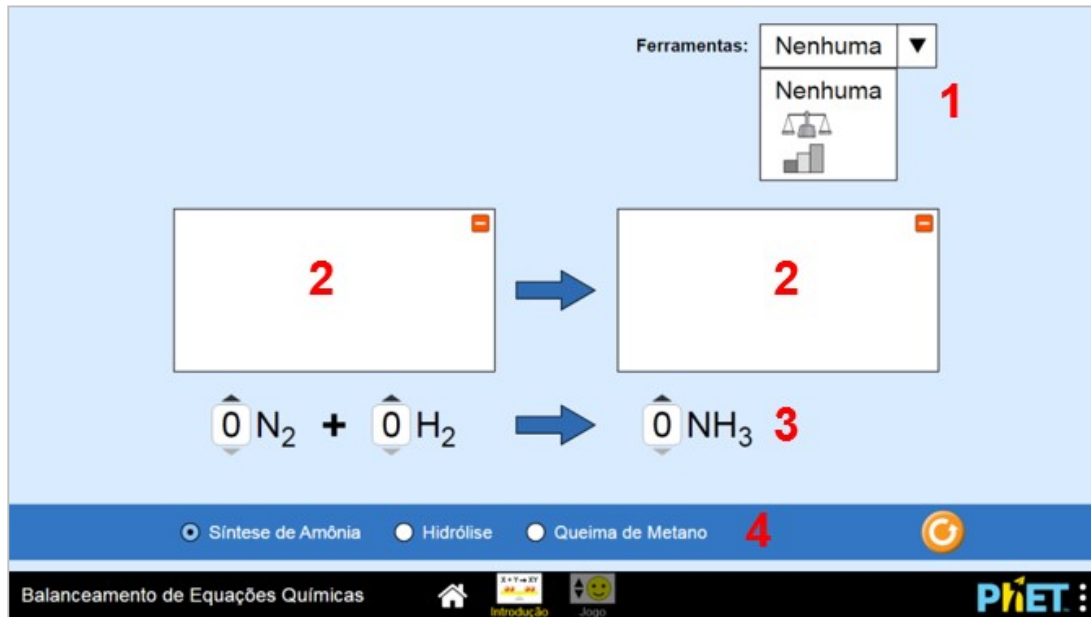 Ferramentas: Nenhuma ▼
Nenhuma
1
2 2
0 N₂ + 0 H₂ → 0 NH₃ 3
Síntese de Amônia Hidrólise Queima de Metano 4
X + Y → XY
Balanceamento de Equações Químicas Introdução Jogo PhET